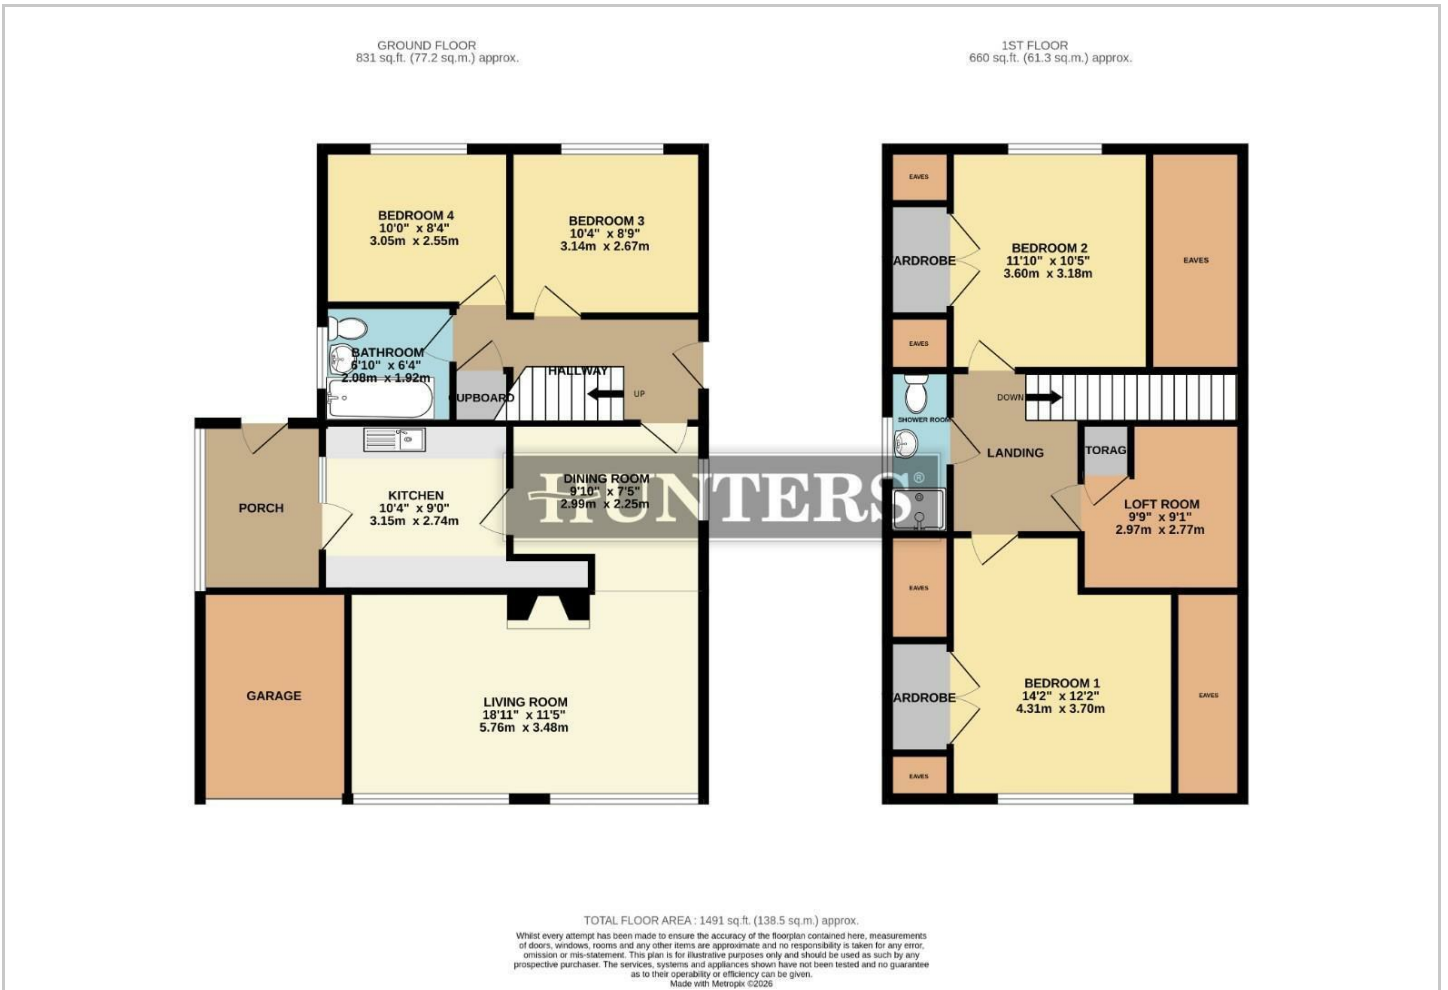 GROUND FLOOR
831 sq.ft. (77.2 sq.m.) approx.
1ST FLOOR
660 sq.ft. (61.3 sq.m.) approx.
BEDROOM 4
10'0" x 8'4"
3.05m x 2.55m
BEDROOM 3
10'4" x 8'9"
3.14m x 2.67m
BATHROOM
6'10" x 6'4"
2.08m x 1.92m
HALLWAY
CUPBOARD
UP
PORCH
KITCHEN
10'4" x 9'0"
3.15m x 2.74m
DINING ROOM
9'10" x 7'5"
2.99m x 2.25m
GARAGE
LIVING ROOM
18'11" x 11'5"
5.76m x 3.48m
EAVES
WARDROBE
BEDROOM 2
11'10" x 10'5"
3.60m x 3.18m
EAVES
EAVES
DOWN
SHOWER ROOM
LANDING
TORAG
LOFT ROOM
9'9" x 9'1"
2.97m x 2.77m
EAVES
WARDROBE
BEDROOM 1
14'2" x 12'2"
4.31m x 3.70m
EAVES
EAVES
HUNTERS®
TOTAL FLOOR AREA : 1491 sq.ft. (138.5 sq.m.) approx.
Whilst every attempt has been made to ensure the accuracy of the floorplan contained here, measurements
of doors, windows, rooms and any other items are approximate and no responsibility is taken for any error,
omission or mis-statement. This plan is for illustrative purposes only and should be used as such by any
prospective purchaser. The services, systems and appliances shown have not been tested and no guarantee
as to their operability or efficiency can be given.
Made with Metropix ©2026